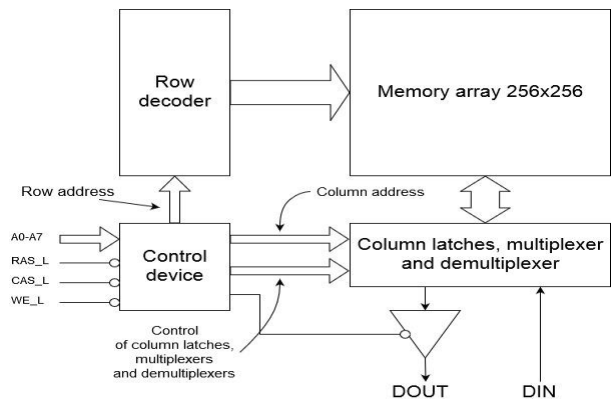 Row
decoder
Memory array 256x256
Row address
Column address
A0-A7
RAS_L
CAS_L
WE_L
Control
device
Column latches, multiplexer
and demultiplexer
Control
of column latches,
multiplexers
and demultiplexers
DOUT
DIN